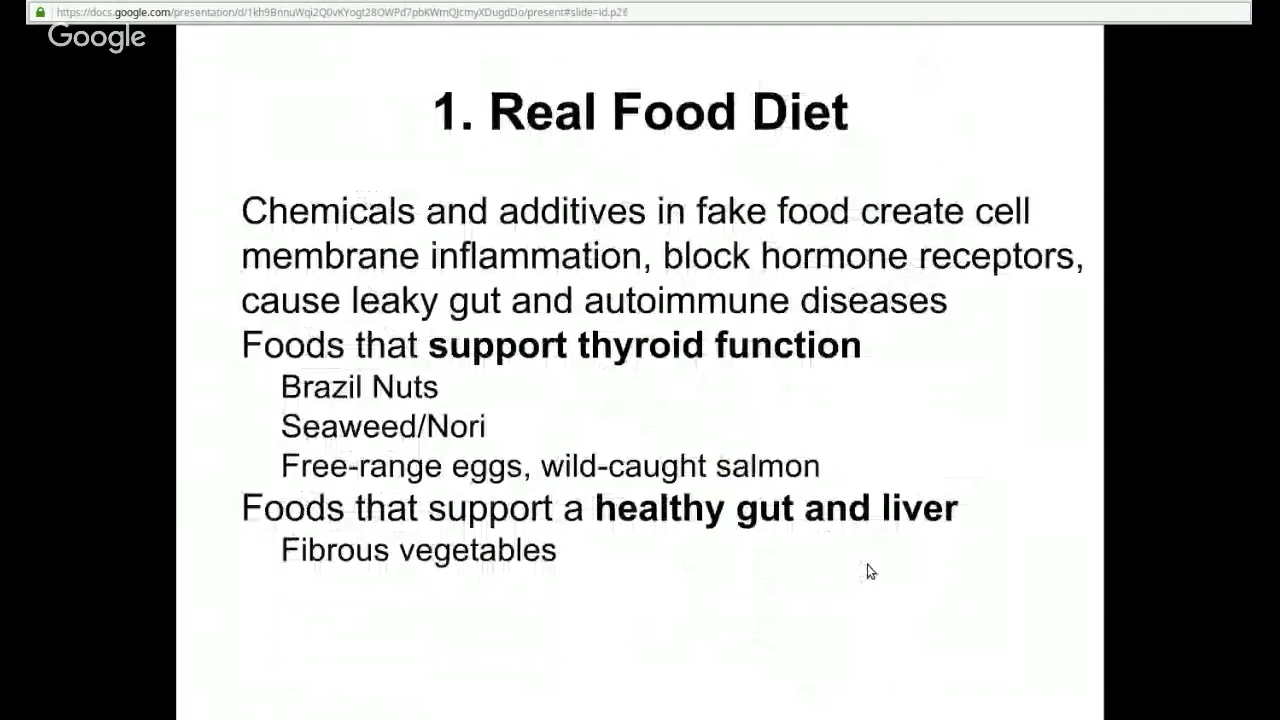 Google
1. Real Food Diet
Chemicals and additives in fake food create cell
membrane inflammation, block hormone receptors,
cause leaky gut and autoimmune diseases
Foods that support thyroid function
Brazil Nuts
Seaweed/Nori
Free-range eggs, wild-caught salmon
Foods that support a healthy gut and liver
Fibrous vegetables